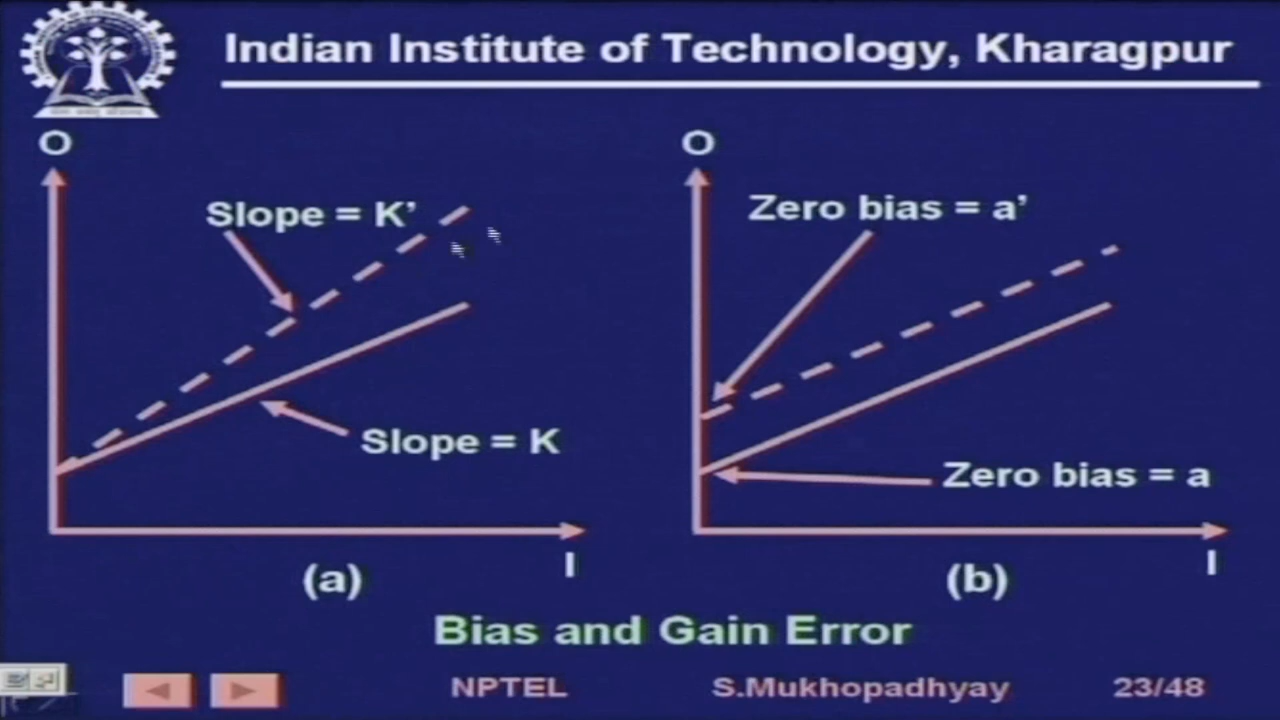 Indian Institute of Technology, Kharagpur
O
Slope = K’
Slope = K
I
(a)
O
Zero bias = a’
Zero bias = a
I
(b)
Bias and Gain Error
NPTEL
S.Mukhopadhyay
23/48